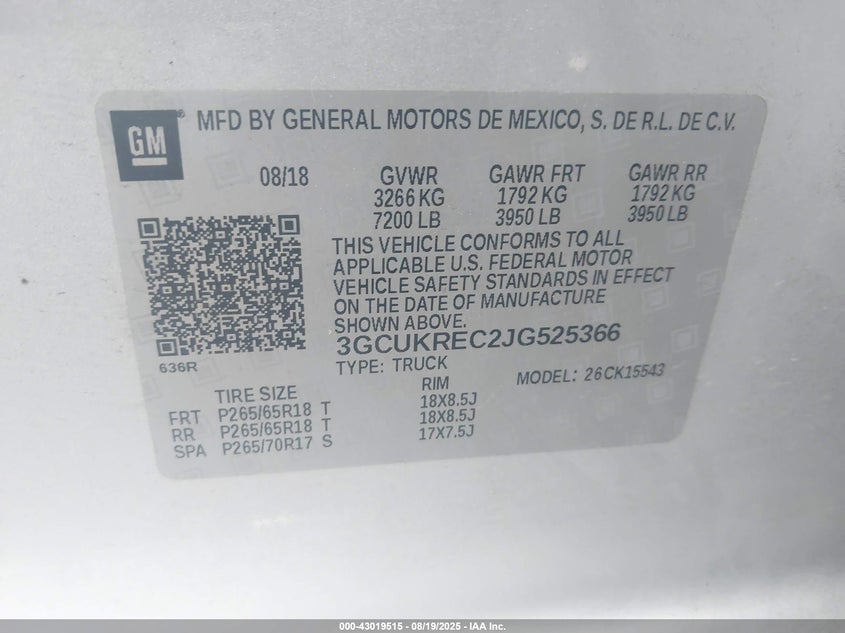 GM
MFD BY GENERAL MOTORS DE MEXICO, S. DE R.L. DE C.V.
08/18 GVWR GAWR FRT GAWR RR
3266 KG 1792 KG 1792 KG
7200 LB 3950 LB 3950 LB
THIS VEHICLE CONFORMS TO ALL
APPLICABLE U.S. FEDERAL MOTOR
VEHICLE SAFETY STANDARDS IN EFFECT
ON THE DATE OF MANUFACTURE
SHOWN ABOVE.
3GCUKREC2JG525366
636R
TYPE: TRUCK
MODEL: 26CK15543
TIRE SIZE RIM
FRT P265/65R18 T 18X8.5J
RR P265/65R18 T 18X8.5J
SPA P265/70R17 S 17X7.5J
000-43019515 - 08/19/2025 - IAA Inc.